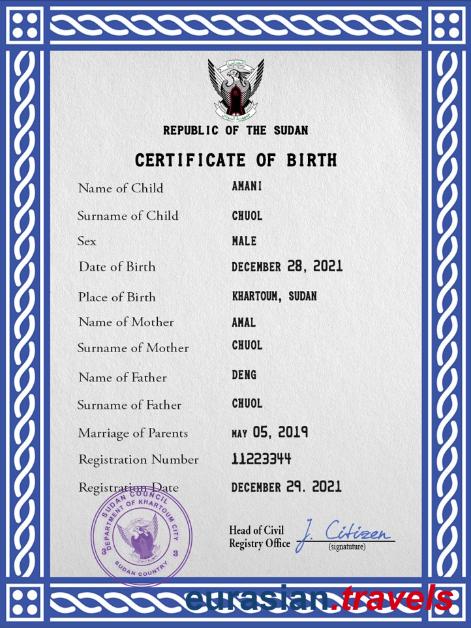 REPUBLIC OF THE SUDAN
CERTIFICATE OF BIRTH
Name of Child AMANI
Surname of Child CHUOL
Sex MALE
Date of Birth DECEMBER 28, 2021
Place of Birth KHARTOUM, SUDAN
Name of Mother AMAL
Surname of Mother CHUOL
Name of Father DENG
Surname of Father CHUOL
Marriage of Parents MAY 05, 2019
Registration Number 11223344
Registration Date DECEMBER 29. 2021
SUDAN COUNCIL
DEPARTMENT OF KHARTOUM CITY
3 3
SUDAN COUNTRY
Head of Civil
Registry Office J. Citizen
(signature)
eurasian.travels